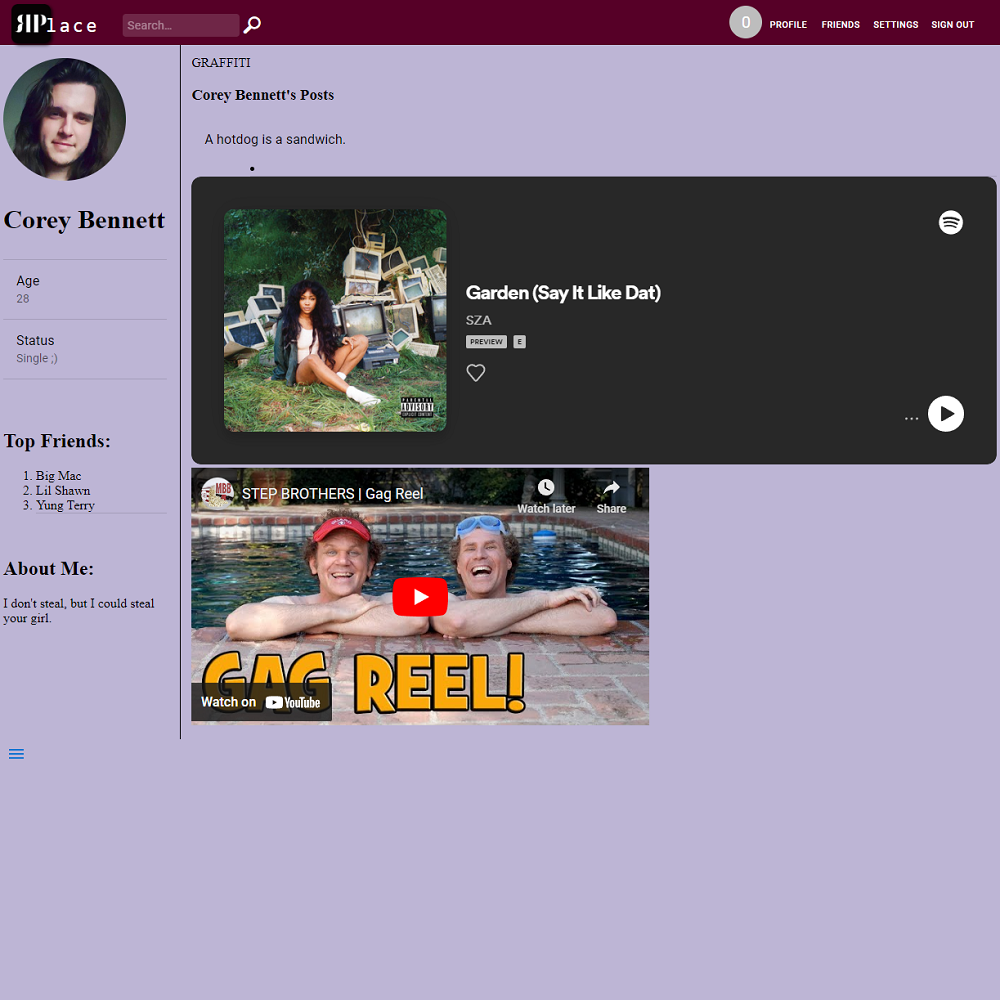 RIPlace
Search...
0
PROFILE
FRIENDS
SETTINGS
SIGN OUT
Corey Bennett
Age
28
Status
Single ;)
Top Friends:
1. Big Mac
2. Lil Shawn
3. Yung Terry
About Me:
I don't steal, but I could steal
your girl.
GRAFFITI
Corey Bennett's Posts
A hotdog is a sandwich.
PARENTAL
ADVISORY
EXPLICIT CONTENT
Garden (Say It Like Dat)
SZA
PREVIEW
E
MBB
STEP BROTHERS | Gag Reel
Watch later
Share
GAG REEL!
Watch on YouTube